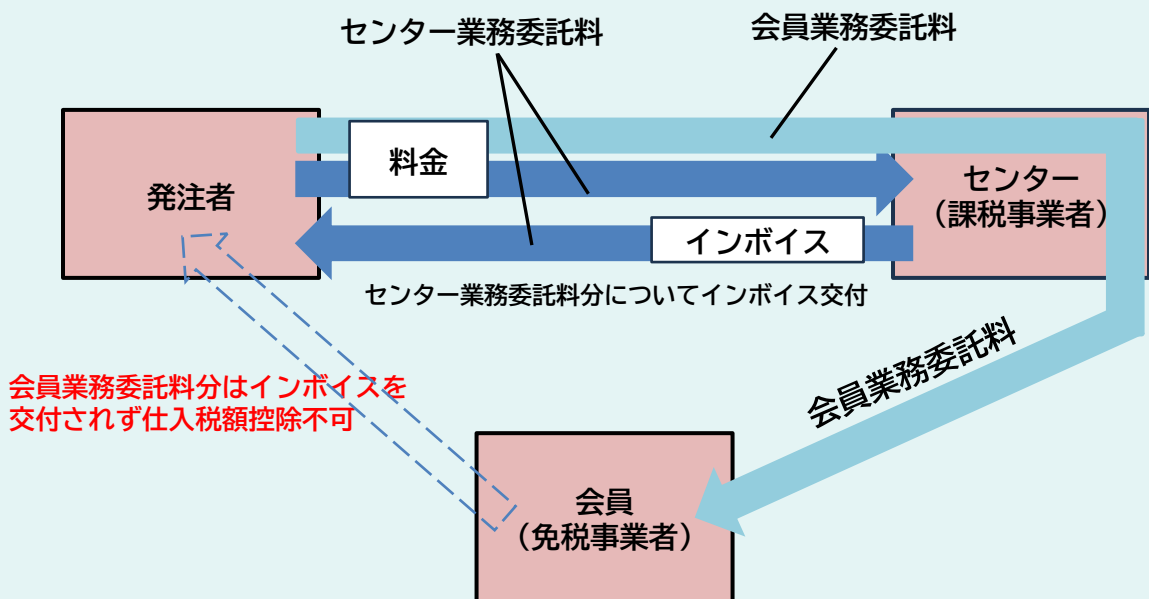 センター業務委託料
会員業務委託料
料金
発注者
センター
（課税事業者）
インボイス
センター業務委託料分についてインボイス交付
会員業務委託料
会員業務委託料分はインボイスを
交付されず仕入税額控除不可
会員
（免税事業者）